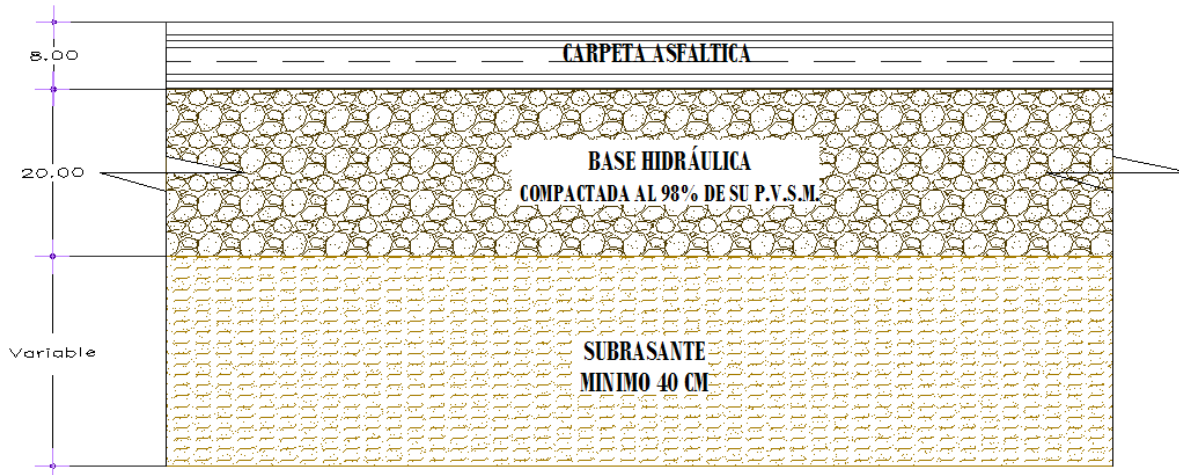 8.00
CARPETA ASFALTICA
20.00
BASE HIDRÁULICA
COMPACTADA AL 98% DE SU P.V.S.M.
Variable
SUBRASANTE
MINIMO 40 CM